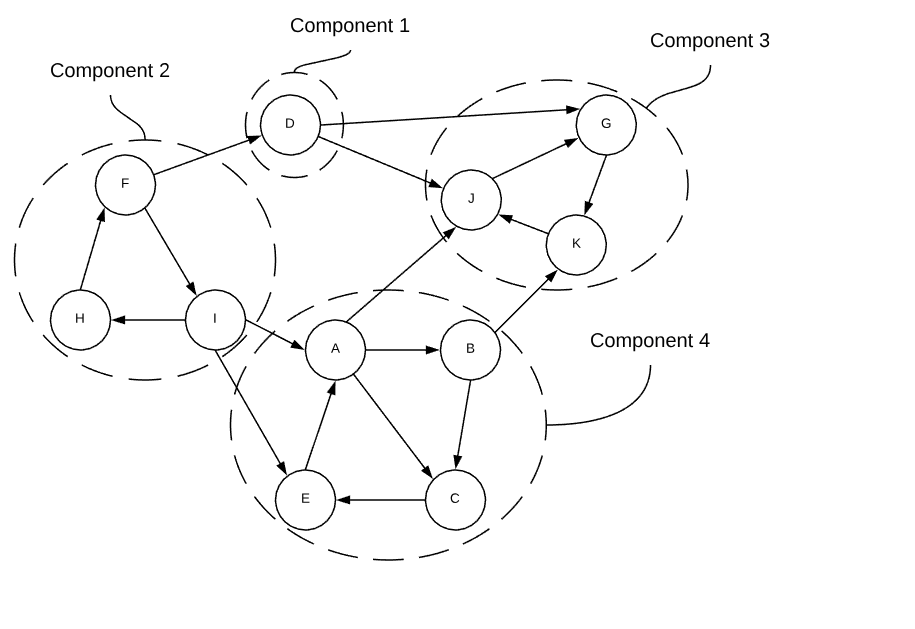 Component 1
Component 3
Component 2
D
G
F
J
K
H
I
A
B
Component 4
E
C